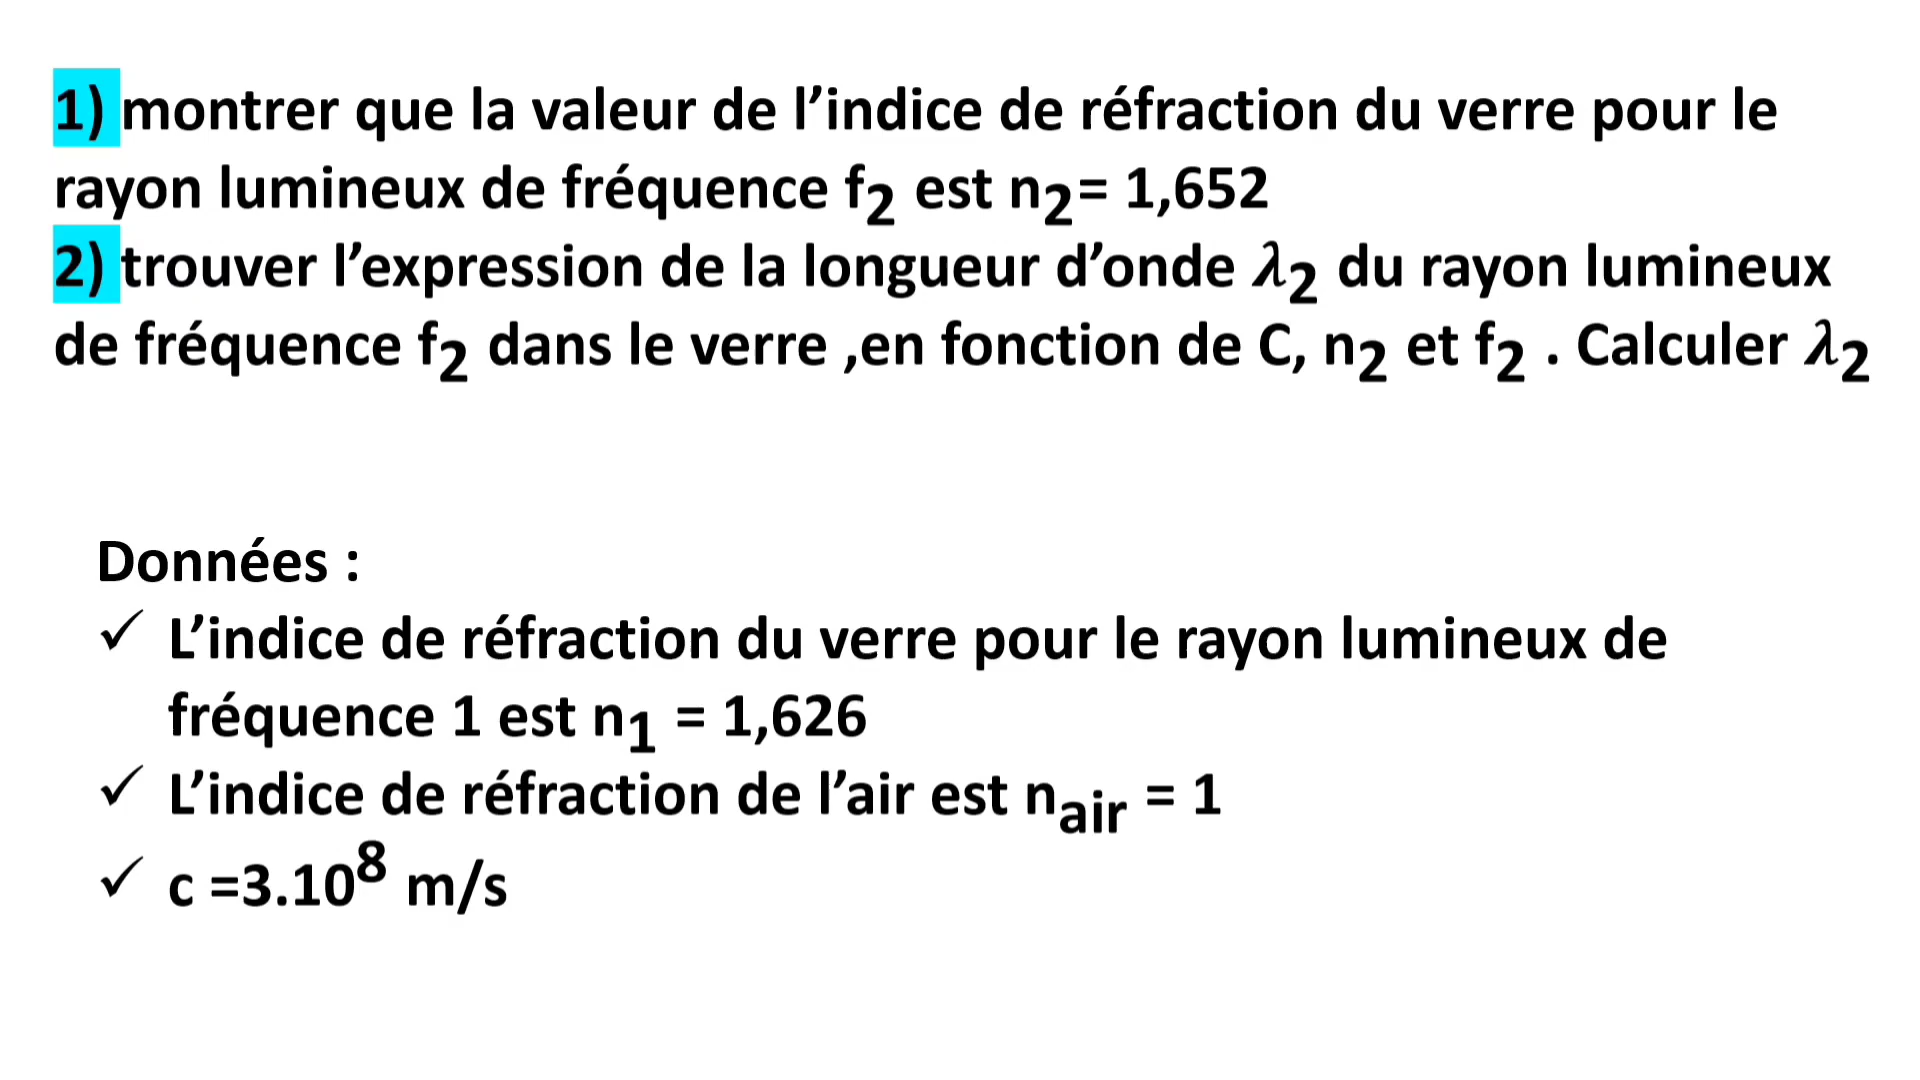 1) montrer que la valeur de l’indice de réfraction du verre pour le
rayon lumineux de fréquence f₂ est n₂= 1,652
2) trouver l’expression de la longueur d’onde λ₂ du rayon lumineux
de fréquence f₂ dans le verre ,en fonction de C, n₂ et f₂ . Calculer λ₂
Données :
✓ L’indice de réfraction du verre pour le rayon lumineux de
fréquence 1 est n₁ = 1,626
✓ L’indice de réfraction de l’air est nair = 1
✓ c =3.10⁸ m/s